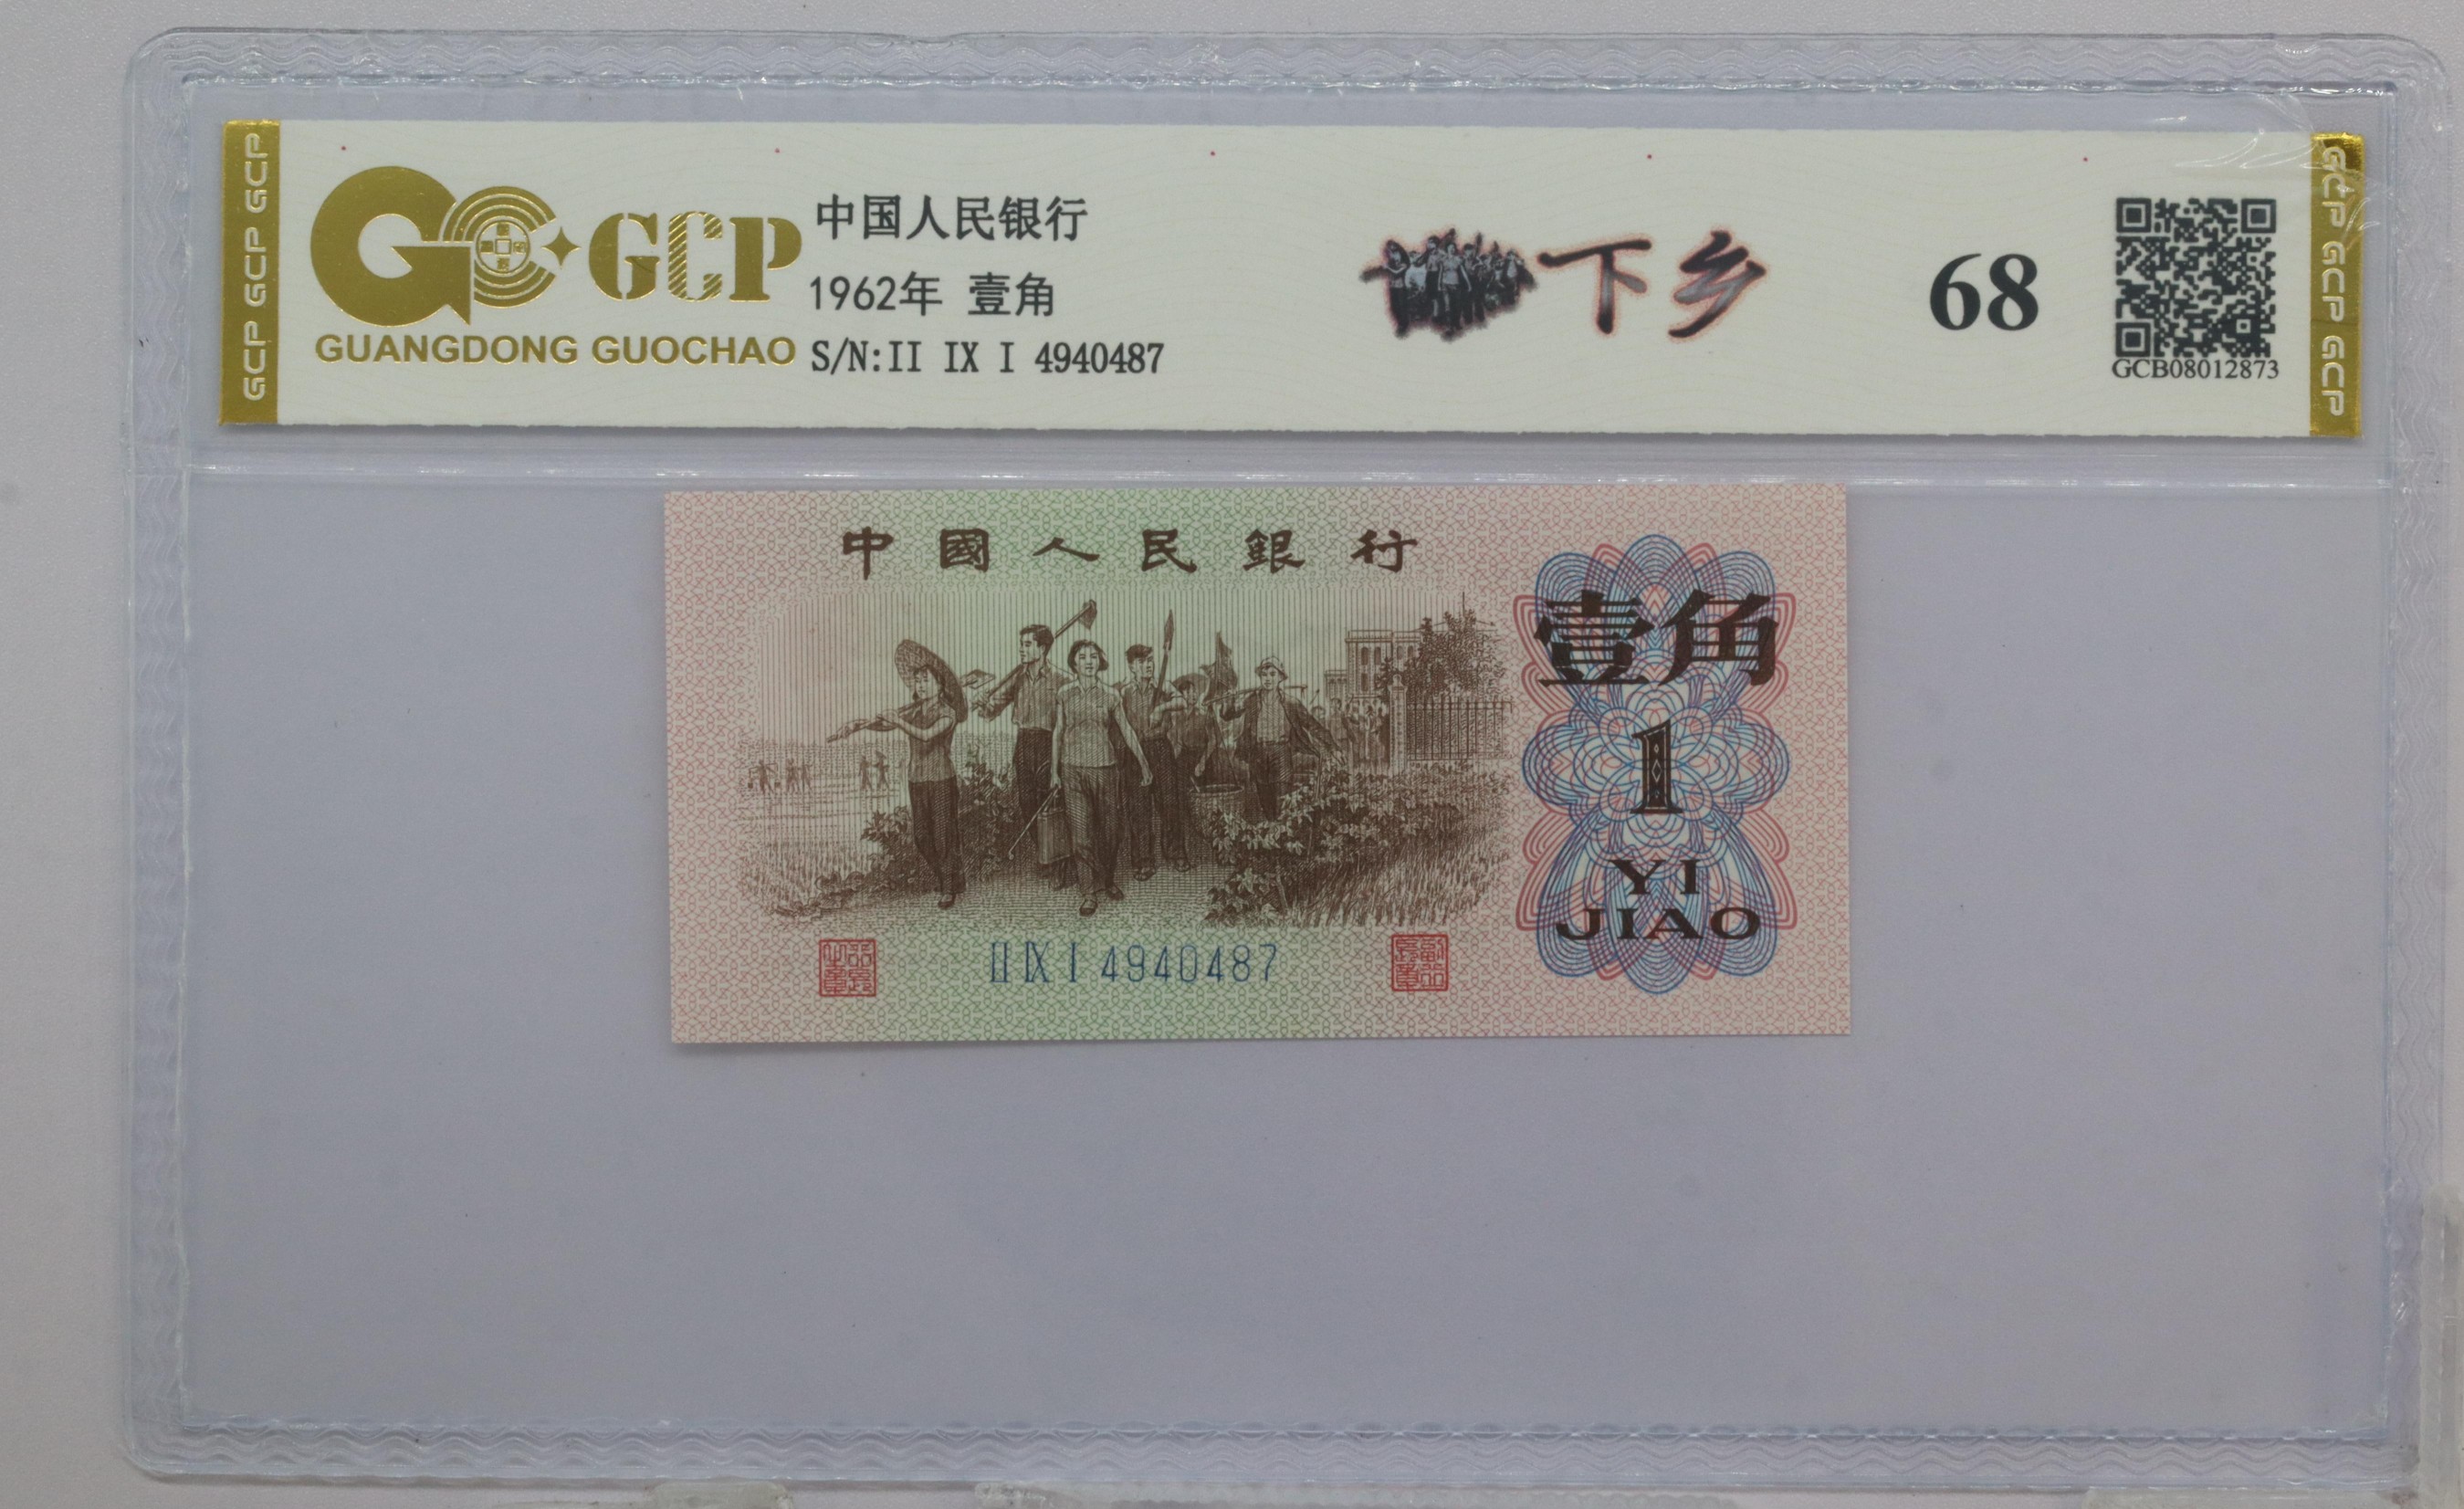 GCP GCP GCP
GCP
GUANGDONG GUOCHAO
中国人民银行
1962年 壹角
S/N:II IX I 4940487
下乡
68
GCB08012873
GCP GCP GCP
中國人民銀行
壹角
1
YI
JIAO
II IX I 4940487